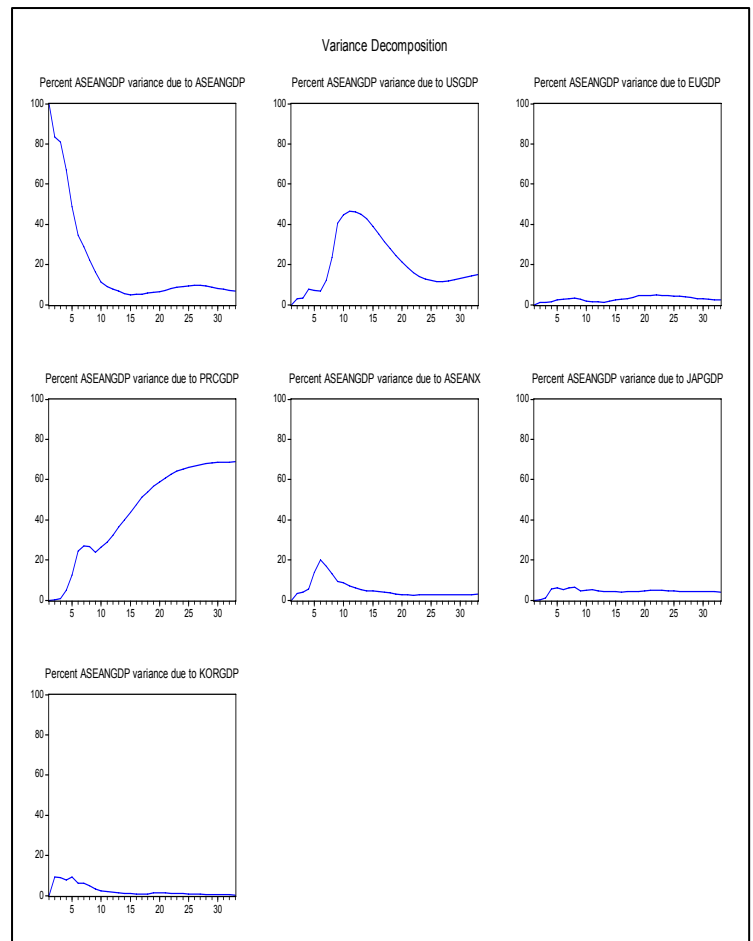 Variance Decomposition
Percent ASEANGDP variance due to ASEANGDP
100
80
60
40
20
0
5 10 15 20 25 30
Percent ASEANGDP variance due to USGDP
100
80
60
40
20
0
5 10 15 20 25 30
Percent ASEANGDP variance due to EUGDP
100
80
60
40
20
0
5 10 15 20 25 30
Percent ASEANGDP variance due to PRCGDP
100
80
60
40
20
0
5 10 15 20 25 30
Percent ASEANGDP variance due to ASEANX
100
80
60
40
20
0
5 10 15 20 25 30
Percent ASEANGDP variance due to JAPGDP
100
80
60
40
20
0
5 10 15 20 25 30
Percent ASEANGDP variance due to KORGDP
100
80
60
40
20
0
5 10 15 20 25 30